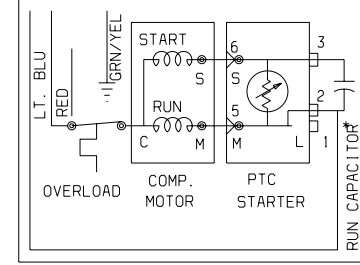 LT. BLU
RED
GRN/YEL
START
S
RUN
C
M
6
S
5
M
L
3
2
1
OVERLOAD
COMP.
MOTOR
PTC
STARTER
RUN CAPACITOR*